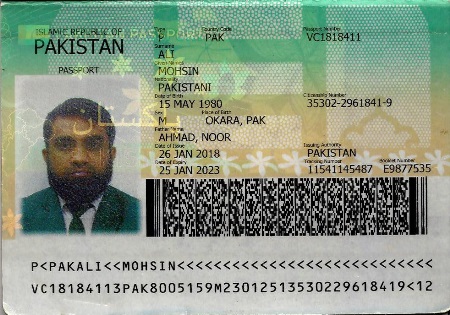 ISLAMIC REPUBLIC OF
PAKISTAN
PASSPORT
Country Code Passport Number
P PAK VC1818411
Surname
ALI
Given Names
MOHSIN
Nationality
PAKISTANI
Date of Birth Citizenship Number
15 MAY 1980 35302-2961841-9
Sex Place of Birth
M OKARA, PAK
Father Name
AHMAD, NOOR
Date of Issue Issuing Authority
26 JAN 2018 PAKISTAN
Date of Expiry Tracking Number Booklet Number
25 JAN 2023 11541145487 E9877535
P<PAKALI<<MOHSIN<<<<<<<<<<<<<<<<<<<<<<<<<<<<
VC18184113PAK8005159M23012513530229618419<12